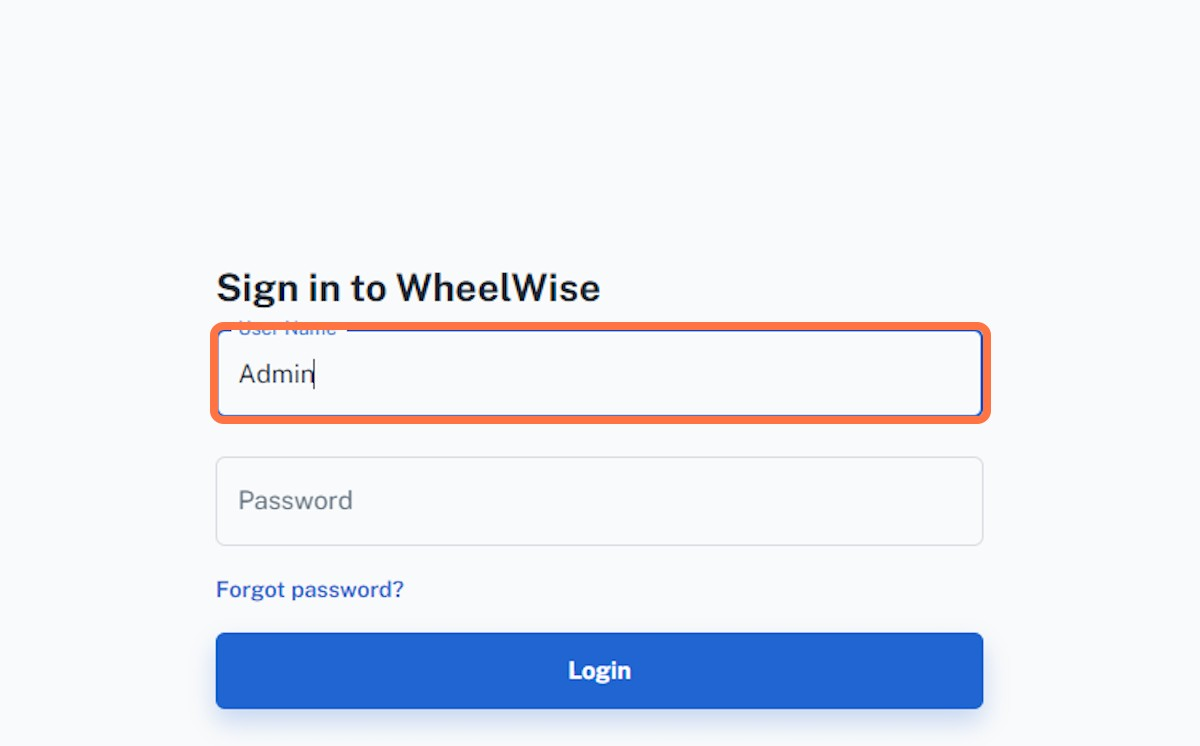 Sign in to WheelWise
User Name
Admin
Password
Forgot password?
Login